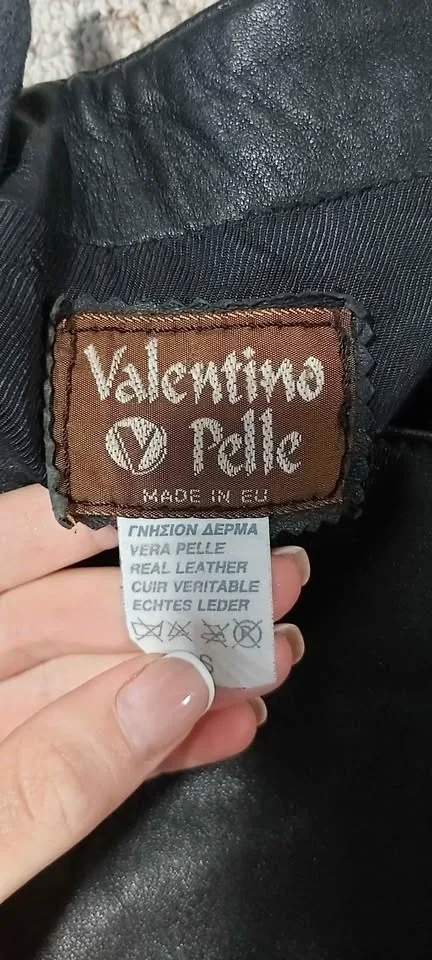 Valentino
V Pelle
MADE IN EU
ΓΝΗΣΙΟΝ ΔΕΡΜΑ
VERA PELLE
REAL LEATHER
CUIR VERITABLE
ECHTES LEDER
S